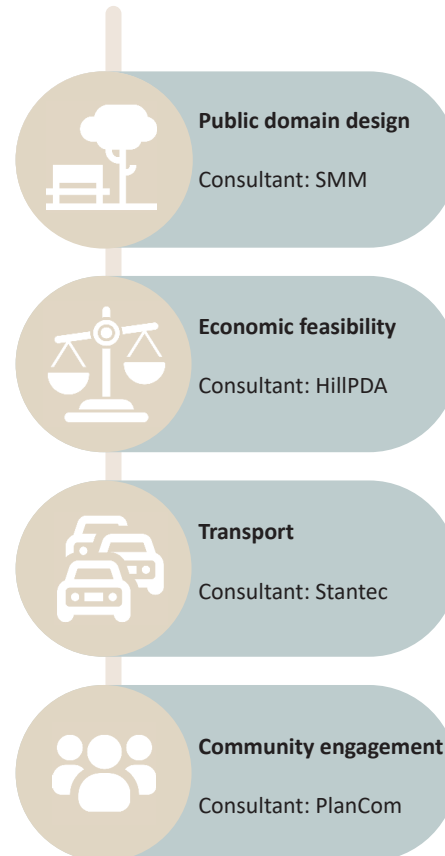 Public domain design
Consultant: SMM
Economic feasibility
Consultant: HillPDA
Transport
Consultant: Stantec
Community engagement
Consultant: PlanCom